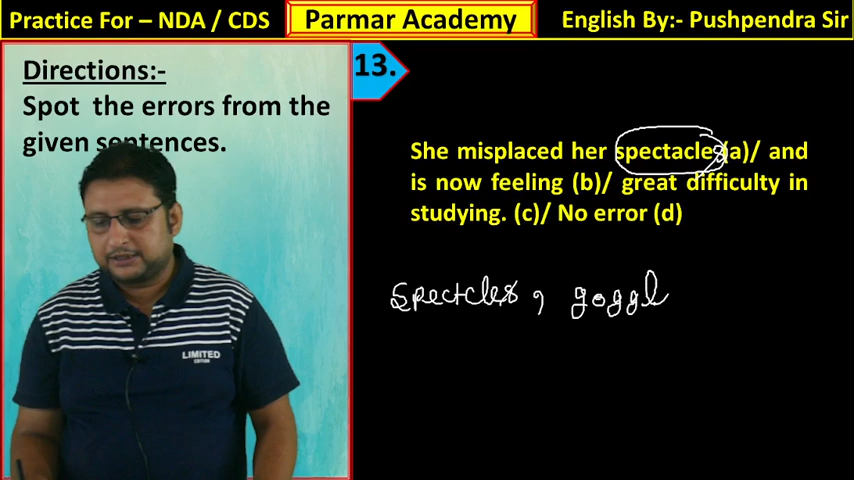 Practice For – NDA / CDS
Parmar Academy
English By:- Pushpendra Sir
Directions:-
Spot the errors from the
given sentences.
13.
She misplaced her spectacles (a)/ and
is now feeling (b)/ great difficulty in
studying. (c)/ No error (d)
Spectcles, goggl
LIMITED
EDITION